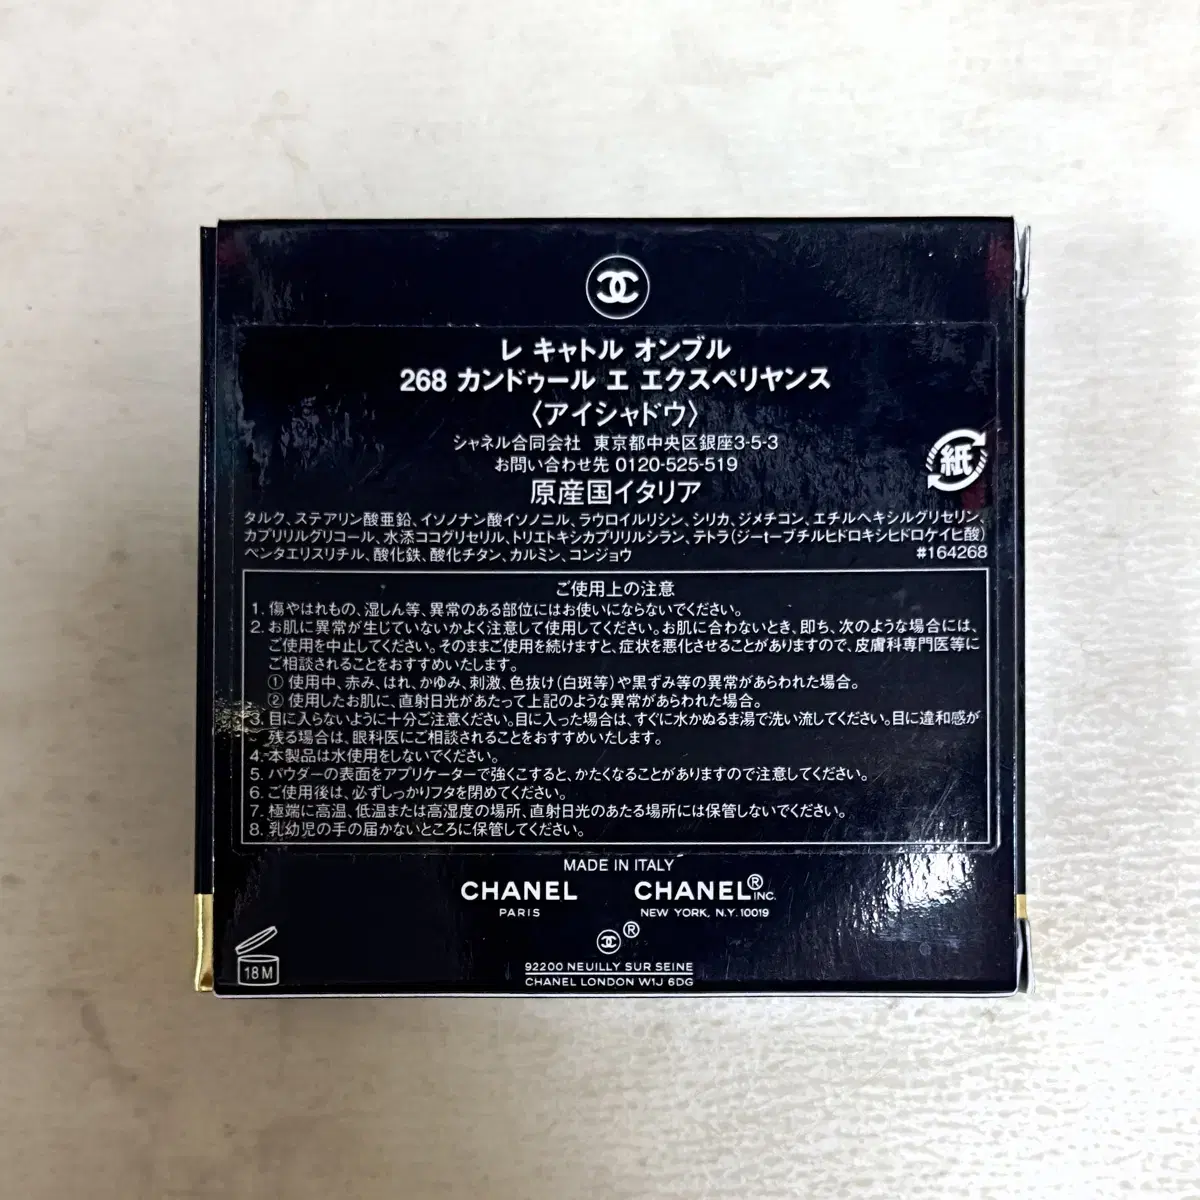 レ キャトル オンブル
268 カンドゥール エ エクスペリヤンス
〈アイシャドウ〉
シャネル合同会社 東京都中央区銀座3-5-3
お問い合わせ先 0120-525-519
紙
原産国イタリア
タルク、ステアリン酸亜鉛、イソノナン酸イソノニル、ラウロイルリシン、シリカ、ジメチコン、エチルヘキシルグリセリン、
カプリリルグリコール、水添ココグリセリル、トリエトキシカプリリルシラン、テトラ(ジーtーブチルヒドロキシヒドロケイヒ酸)
ペンタエリスリチル、酸化鉄、酸化チタン、カルミン、コンジョウ #164268
ご使用上の注意
1. 傷やはれもの、湿しん等、異常のある部位にはお使いにならないでください。
2. お肌に異常が生じていないかよく注意して使用してください。お肌に合わないとき、即ち、次のような場合には、
ご使用を中止してください。そのままご使用を続けますと、症状を悪化させることがありますので、皮膚科専門医等に
ご相談されることをおすすめいたします。
① 使用中、赤み、はれ、かゆみ、刺激、色抜け(白斑等)や黒ずみ等の異常があらわれた場合。
② 使用したお肌に、直射日光があたって上記のような異常があらわれた場合。
3. 目に入らないように十分ご注意ください。目に入った場合は、すぐに水かぬるま湯で洗い流してください。目に違和感が
残る場合は、眼科医にご相談されることをおすすめいたします。
4. 本製品は水使用をしないでください。
5. パウダーの表面をアプリケーターで強くこすると、かたくなることがありますので注意してください。
6. ご使用後は、必ずしっかりフタを閉めてください。
7. 極端に高温、低温または高湿度の場所、直射日光のあたる場所には保管しないでください。
8. 乳幼児の手の届かないところに保管してください。
MADE IN ITALY
CHANEL CHANEL® INC.
PARIS NEW YORK, N.Y. 10019
®
18M
92200 NEUILLY SUR SEINE
CHANEL LONDON W1J 6DG